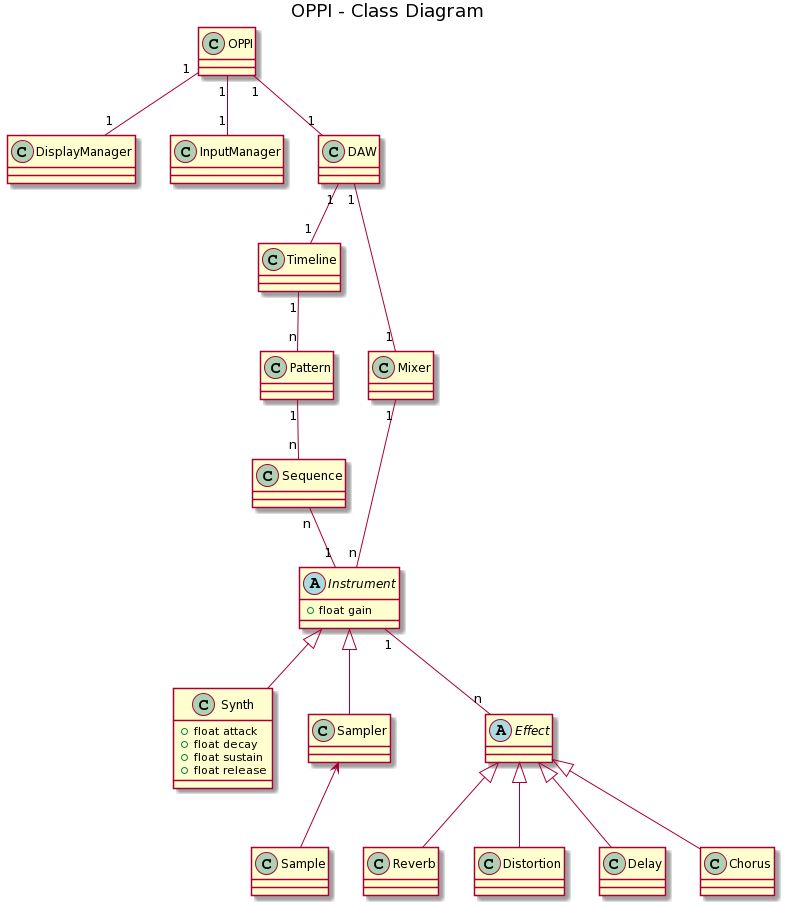 OPPI - Class Diagram
C OPPI
1 1 1
1 1 1
C DisplayManager C InputManager C DAW
1 1
1
C Timeline
1
n 1
C Pattern C Mixer
1 1
n
C Sequence
n
1 n
A Instrument
float gain
1
n
C Synth
float attack
float decay
float sustain
float release
C Sampler A Effect
C Sample C Reverb C Distortion C Delay C Chorus